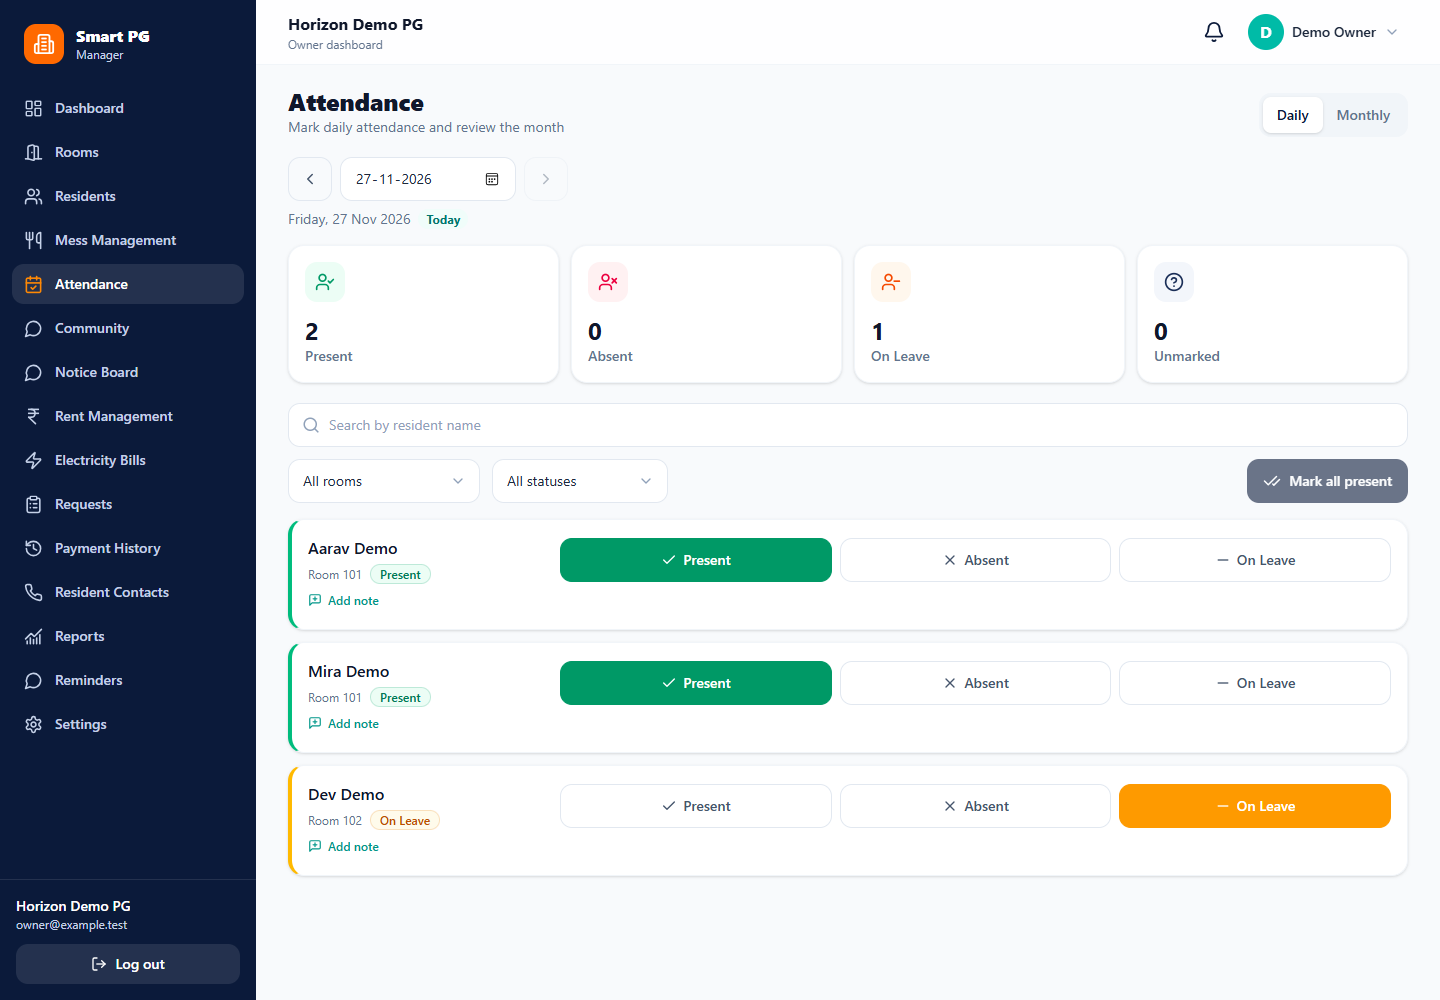 Smart PG
Manager
Dashboard
Rooms
Residents
Mess Management
Attendance
Community
Notice Board
Rent Management
Electricity Bills
Requests
Payment History
Resident Contacts
Reports
Reminders
Settings
Horizon Demo PG
owner@example.test
Log out
Horizon Demo PG
Owner dashboard
D
Demo Owner
Attendance
Mark daily attendance and review the month
Daily
Monthly
27-11-2026
Friday, 27 Nov 2026 Today
2
Present
0
Absent
1
On Leave
0
Unmarked
Search by resident name
All rooms
All statuses
Mark all present
Aarav Demo
Room 101 Present
Add note
Present
Absent
On Leave
Mira Demo
Room 101 Present
Add note
Present
Absent
On Leave
Dev Demo
Room 102 On Leave
Add note
Present
Absent
On Leave